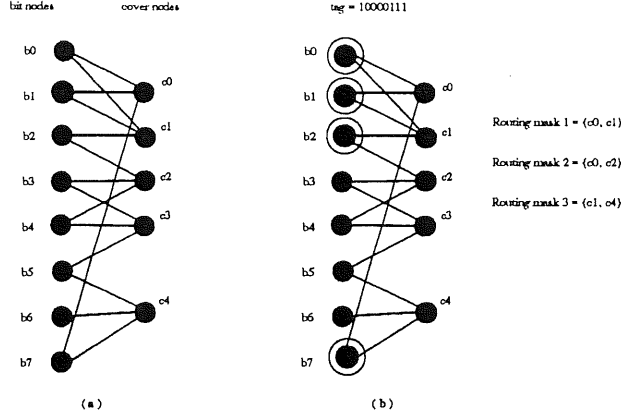 bit nodes cover nodes tag = 10000111
b0 b0
c0 c0
b1 b1
c1 c1
Routing mask 1 = {c0, c1}
b2 b2
c2 c2
Routing mask 2 = {c0, c2}
b3 b3
c3 c3
Routing mask 3 = {c1, c4}
b4 b4
b5 b5
c4 c4
b6 b6
b7 b7
(a) (b)